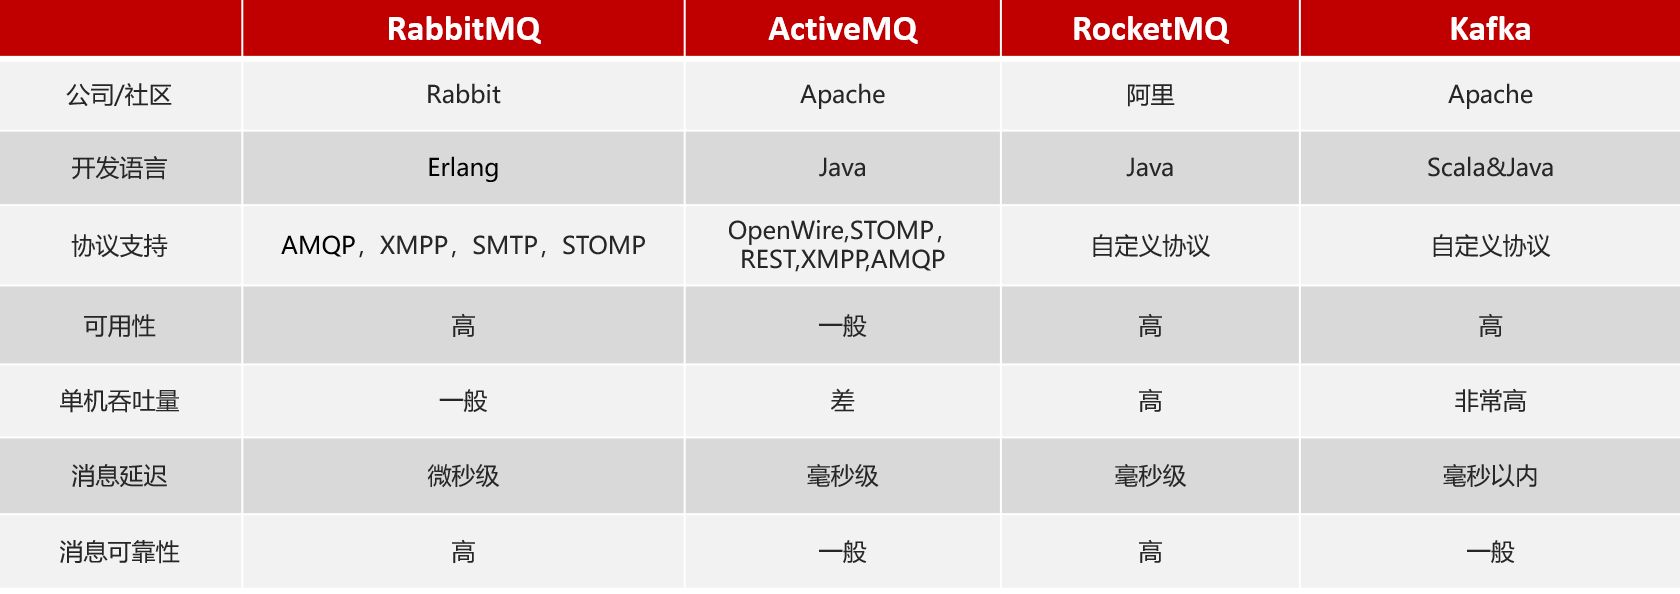 RabbitMQ ActiveMQ RocketMQ Kafka
公司/社区 Rabbit Apache 阿里 Apache
开发语言 Erlang Java Java Scala&Java
协议支持 AMQP，XMPP，SMTP，STOMP OpenWire,STOMP， REST,XMPP,AMQP 自定义协议 自定义协议
可用性 高 一般 高 高
单机吞吐量 一般 差 高 非常高
消息延迟 微秒级 毫秒级 毫秒级 毫秒以内
消息可靠性 高 一般 高 一般